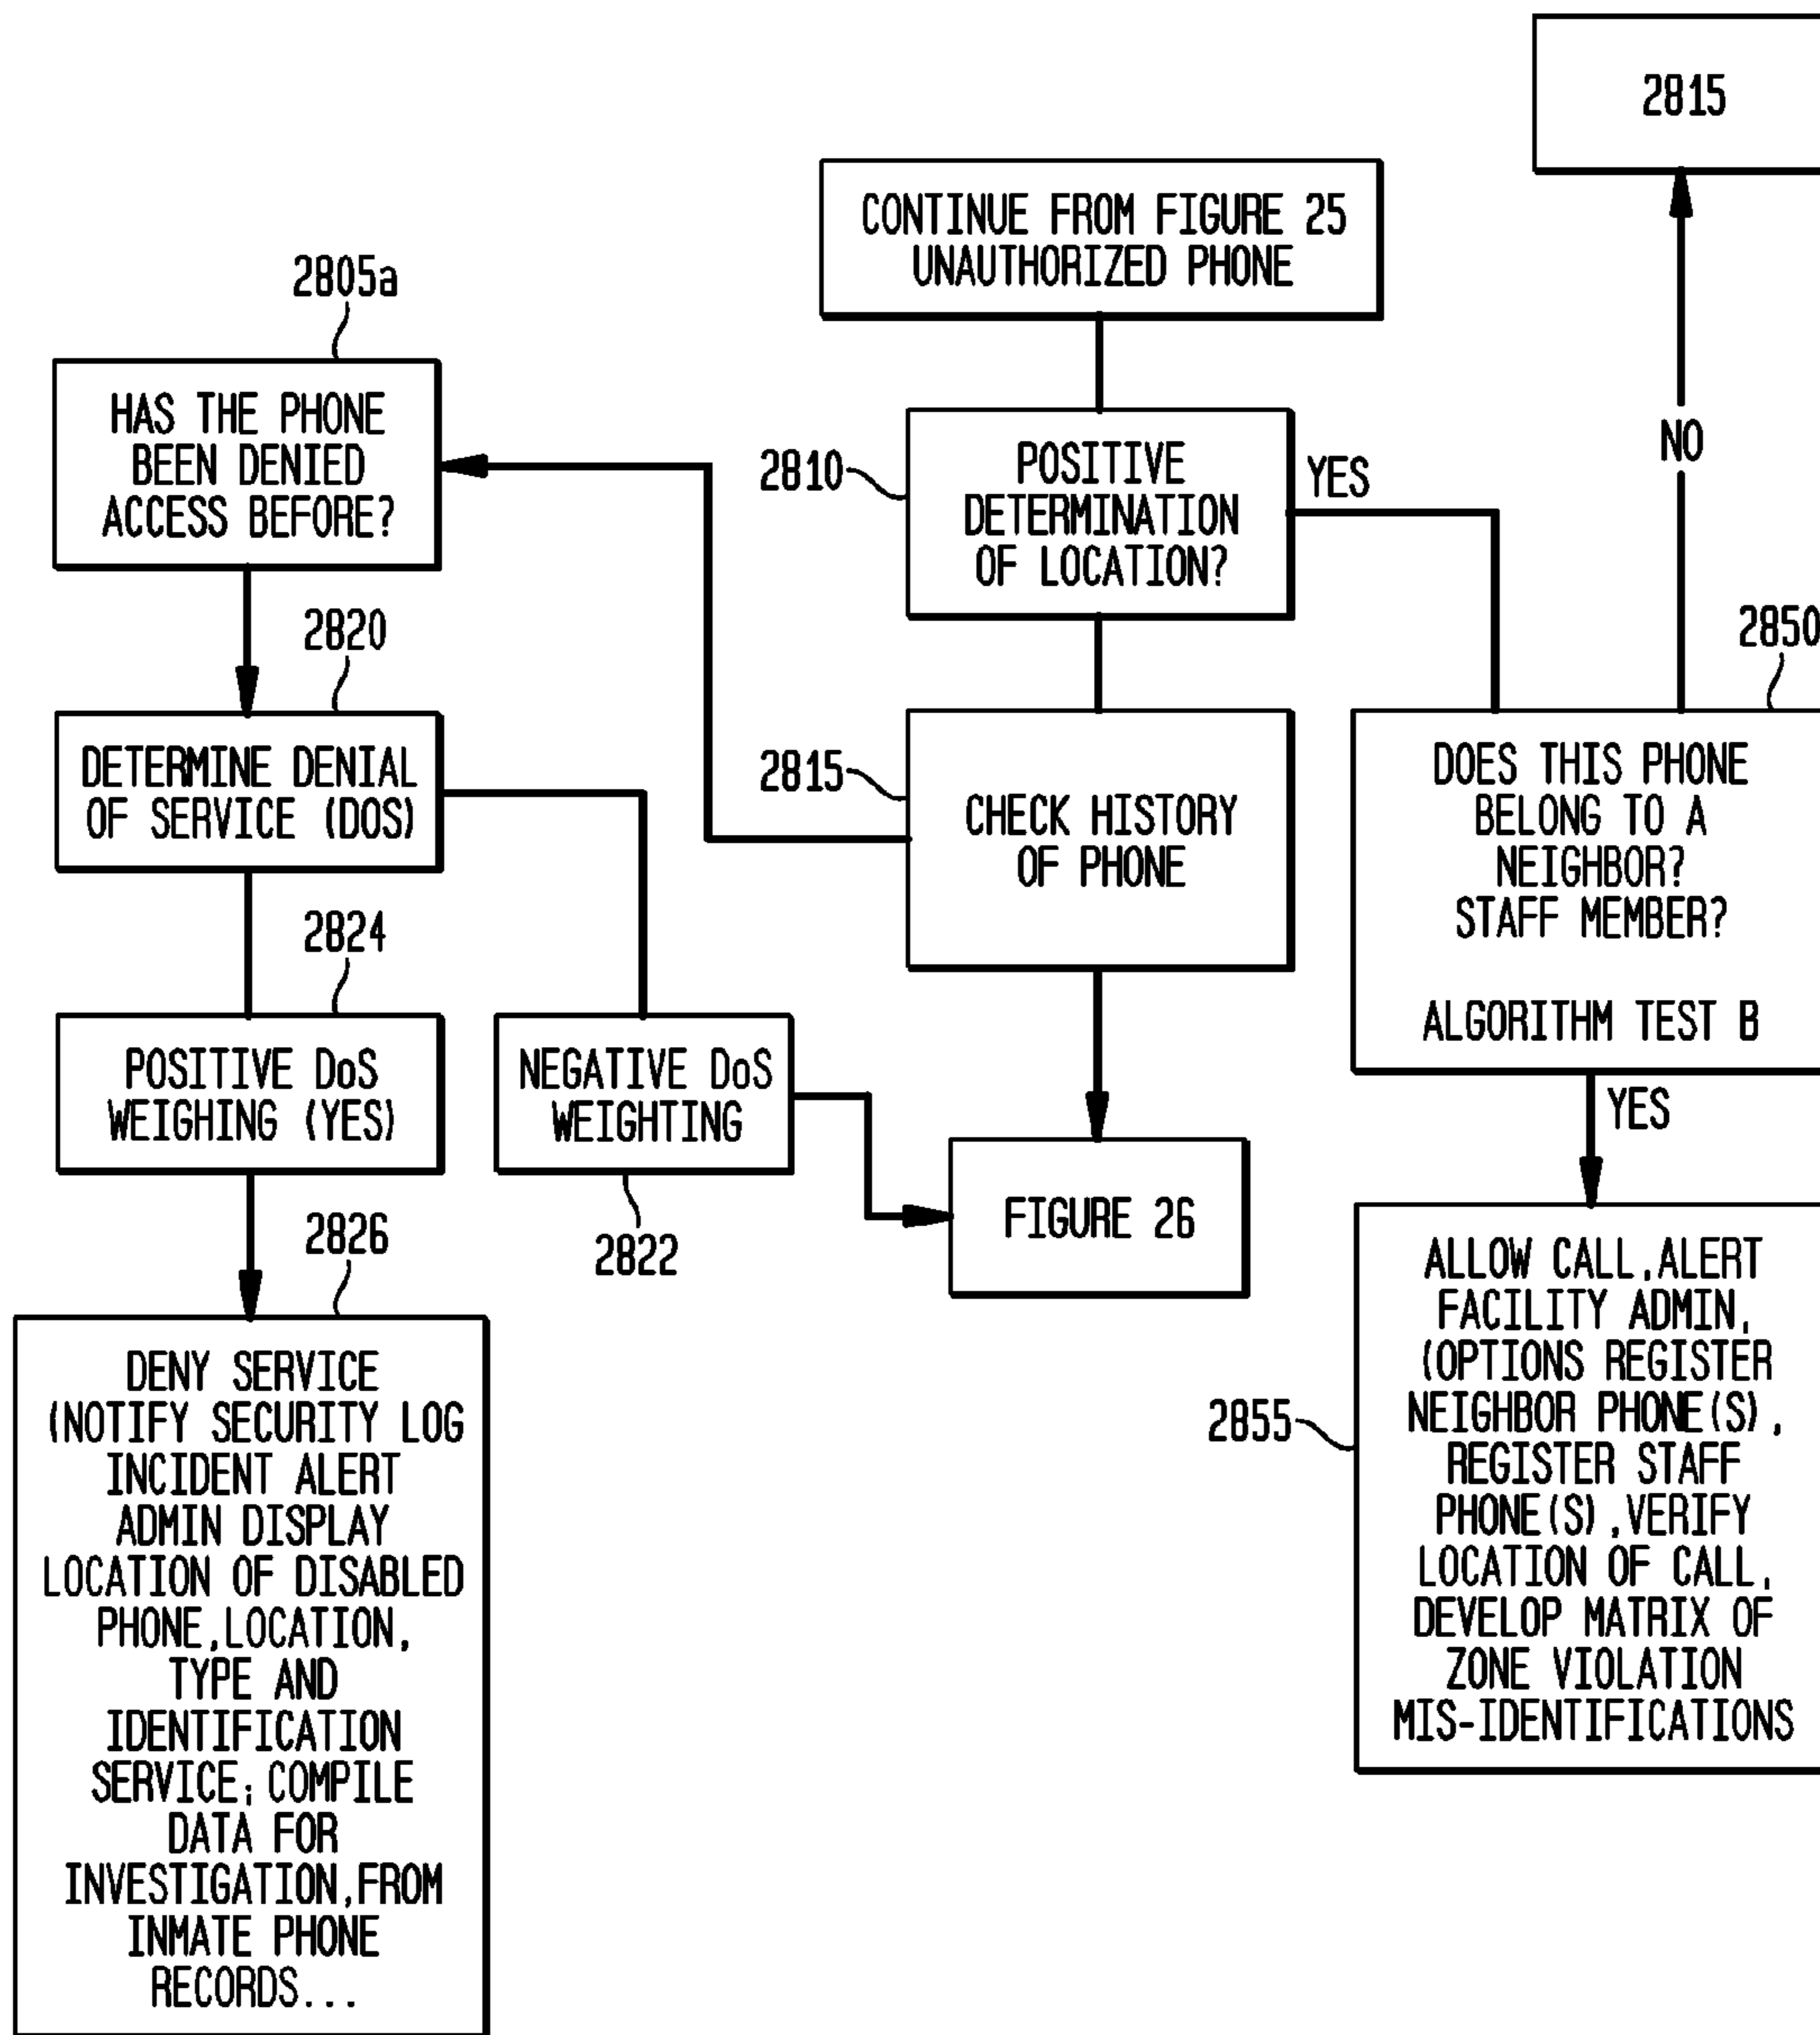 2815
CONTINUE FROM FIGURE 25
UNAUTHORIZED PHONE
2805a
HAS THE PHONE
BEEN DENIED
ACCESS BEFORE?
2810
POSITIVE
DETERMINATION
OF LOCATION?
YES
NO
2820
DETERMINE DENIAL
OF SERVICE (DOS)
2815
CHECK HISTORY
OF PHONE
2850
DOES THIS PHONE
BELONG TO A
NEIGHBOR?
STAFF MEMBER?
ALGORITHM TEST B
2824
POSITIVE DoS
WEIGHING (YES)
NEGATIVE DoS
WEIGHTING
2822
FIGURE 26
YES
2826
DENY SERVICE
(NOTIFY SECURITY LOG
INCIDENT ALERT
ADMIN DISPLAY
LOCATION OF DISABLED
PHONE,LOCATION,
TYPE AND
IDENTIFICATION
SERVICE; COMPILE
DATA FOR
INVESTIGATION,FROM
INMATE PHONE
RECORDS...
2855
ALLOW CALL,ALERT
FACILITY ADMIN,
(OPTIONS REGISTER
NEIGHBOR PHONE(S),
REGISTER STAFF
PHONE(S),VERIFY
LOCATION OF CALL,
DEVELOP MATRIX OF
ZONE VIOLATION
MIS-IDENTIFICATIONS